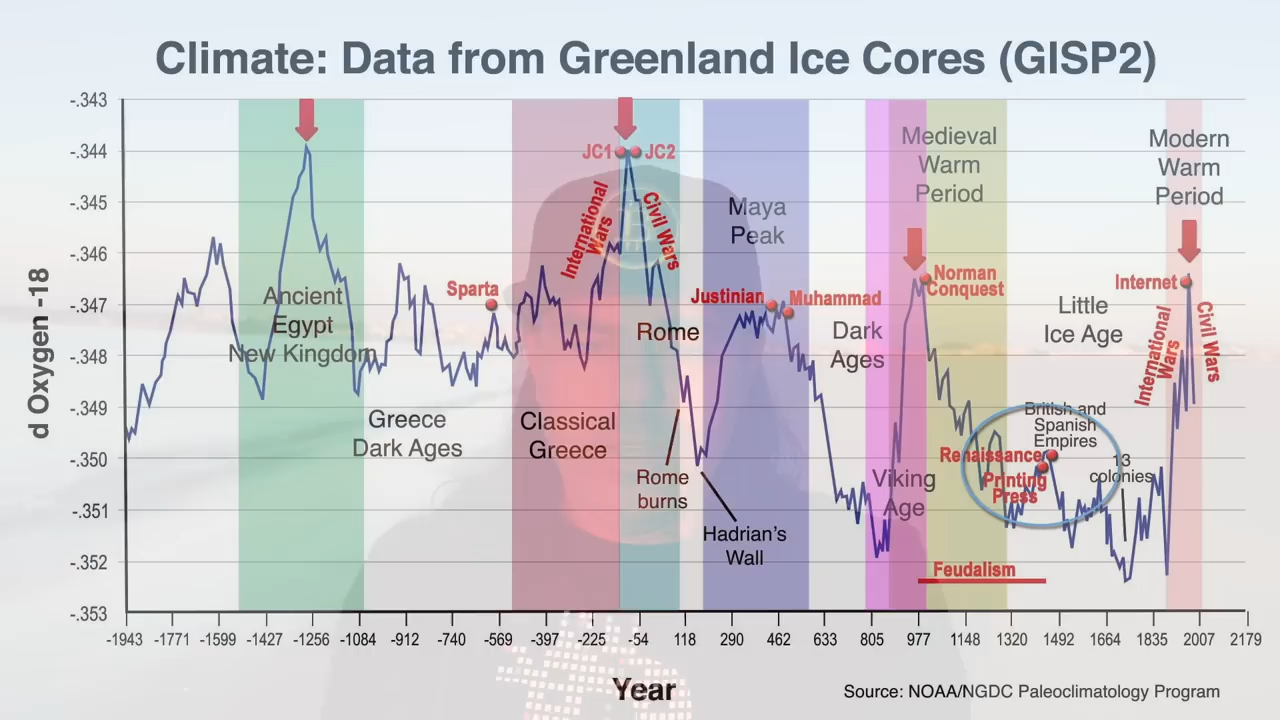 Climate: Data from Greenland Ice Cores (GISP2)
-.343
-.344
-.345
-.346
-.347
-.348
-.349
-.350
-.351
-.352
-.353
d Oxygen -18
JC1
JC2
International
Wars
Civil Wars
Medieval
Warm
Period
Modern
Warm
Period
Maya
Peak
Ancient
Egypt
New Kingdom
Sparta
Justinian
Muhammad
Norman
Conquest
Internet
Rome
Dark
Ages
Little
Ice Age
International
Wars
Civil Wars
Greece
Dark Ages
Classical
Greece
British and
Spanish
Empires
Renaissance
13
colonies
Printing
Press
Rome
burns
Viking
Age
Hadrian's
Wall
Feudalism
-1943
-1771
-1599
-1427
-1256
-1084
-912
-740
-569
-397
-225
-54
118
290
462
633
805
977
1148
1320
1492
1664
1835
2007
2179
Year
Source: NOAA/NGDC Paleoclimatology Program